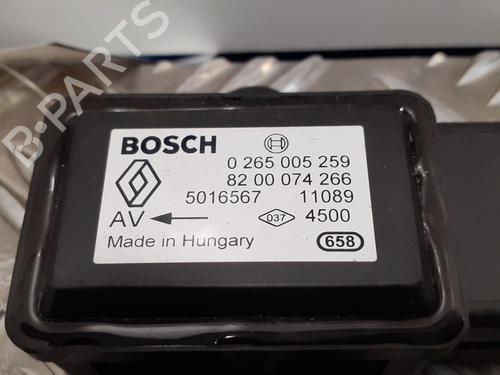 B-PARTS
BOSCH
0 265 005 259
82 00 074 266
5016567 11089
AV 037 4500
Made in Hungary 658